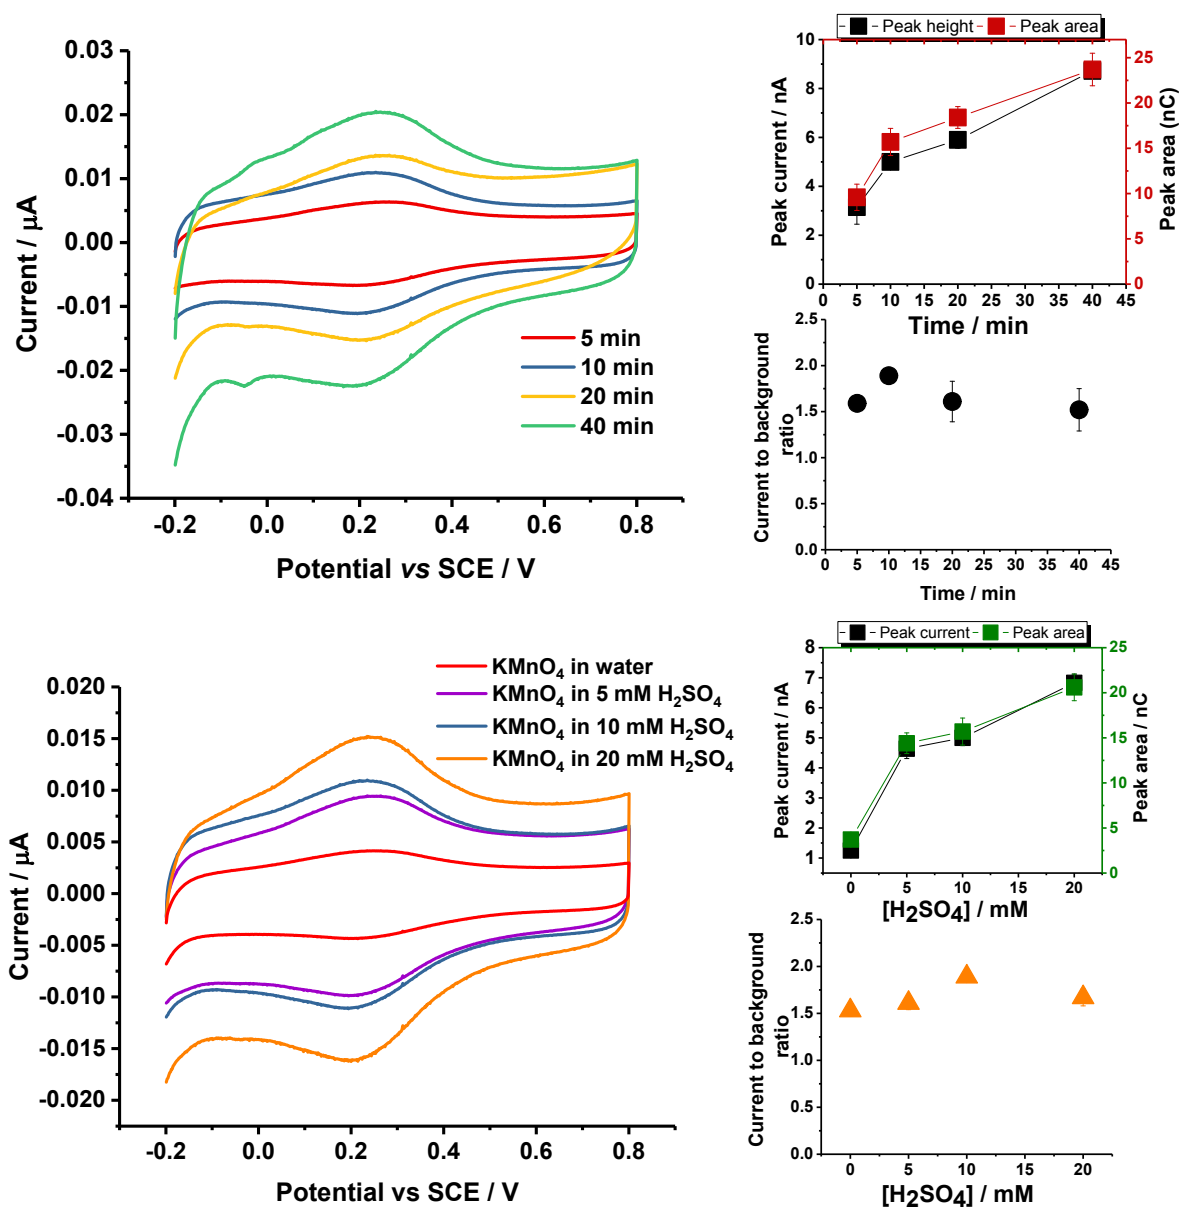 0.03
0.02
0.01
0.00
-0.01
-0.02
-0.03
-0.04
Current / μA
5 min
10 min
20 min
40 min
-0.2 0.0 0.2 0.4 0.6 0.8
Potential vs SCE / V
Peak height Peak area
10
8
6
4
2
0
Peak current / nA
25
20
15
10
5
0
Peak area (nC)
0 5 10 15 20 25 30 35 40 45
Time / min
2.5
2.0
1.5
1.0
0.5
0.0
Current to background
ratio
0 5 10 15 20 25 30 35 40 45
Time / min
KMnO4 in water
KMnO4 in 5 mM H2SO4
KMnO4 in 10 mM H2SO4
KMnO4 in 20 mM H2SO4
0.020
0.015
0.010
0.005
0.000
-0.005
-0.010
-0.015
-0.020
Current / μA
-0.2 0.0 0.2 0.4 0.6 0.8
Potential vs SCE / V
Peak current Peak area
8
7
6
5
4
3
2
1
Peak current / nA
25
20
15
10
5
0
Peak area / nC
0 5 10 15 20
[H2SO4] / mM
2.5
2.0
1.5
1.0
0.5
0.0
Current to background
ratio
0 5 10 15 20
[H2SO4] / mM